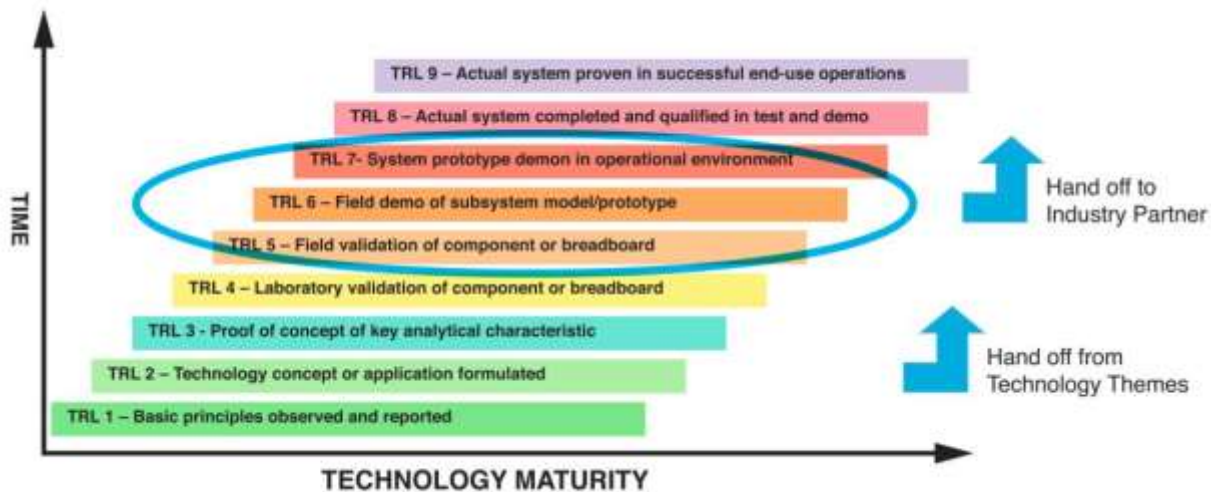 TRL 9 – Actual system proven in successful end-use operations
TRL 8 – Actual system completed and qualified in test and demo
TRL 7- System prototype demon in operational environment
TRL 6 – Field demo of subsystem model/prototype
TRL 5 – Field validation of component or breadboard
TRL 4 – Laboratory validation of component or breadboard
TRL 3 - Proof of concept of key analytical characteristic
TRL 2 – Technology concept or application formulated
TRL 1 – Basic principles observed and reported
TIME
TECHNOLOGY MATURITY
Hand off to
Industry Partner
Hand off from
Technology Themes